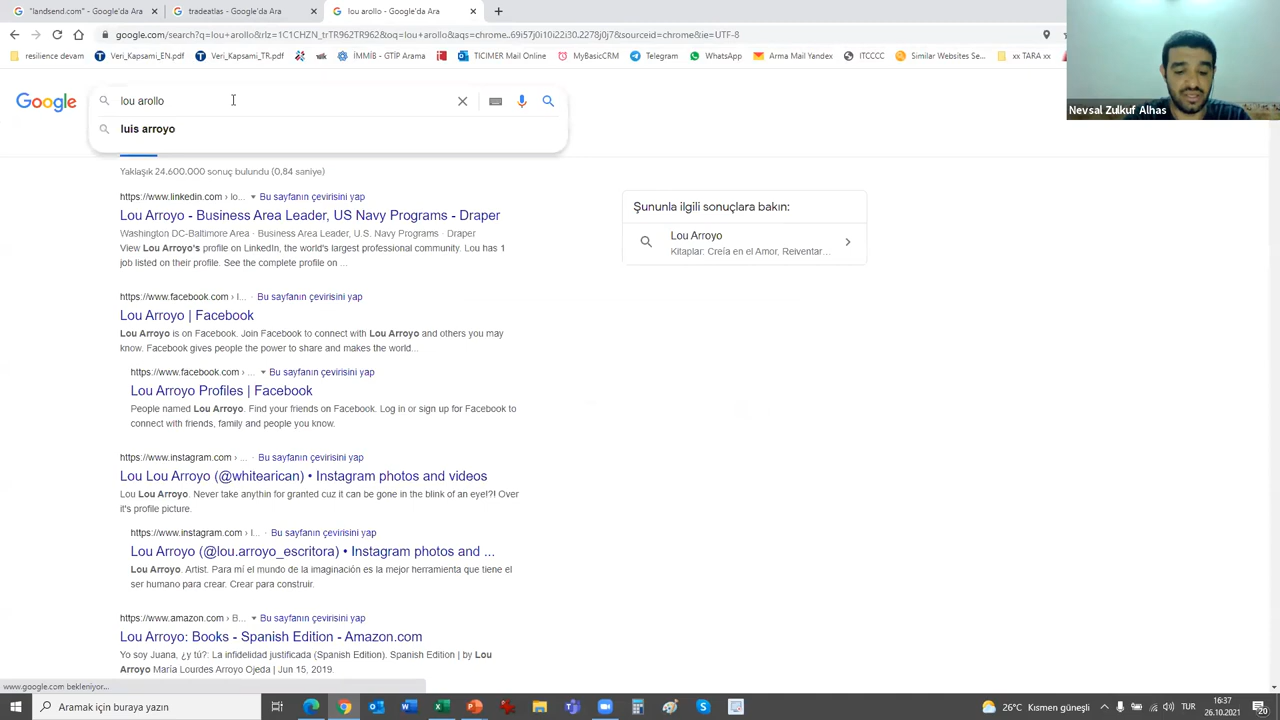 "landsend.com" - Google'da Ara
tradeatlas - Google'da Ara
lou arollo - Google'da Ara
google.com/search?q=lou+arollo&rlz=1C1CHZN_trTR962TR962&oq=lou+arollo&aqs=chrome.69i57j0i10i22i30.2278j0j7&sourceid=chrome&ie=UTF-8
resilience devam
Veri_Kapsami_EN.pdf
Veri_Kapsami_TR.pdf
İMMİB - GTİP Arama
TICIMER Mail Online
MyBasicCRM
Telegram
WhatsApp
Arma Mail Yandex
ITCCCC
Similar Websites Se...
xx TARA xx
Nevsal Zulkuf Alhas
Google
lou arollo
luis arroyo
Yaklaşık 24.600.000 sonuç bulundu (0,84 saniye)
https://www.linkedin.com › lo... Bu sayfanın çevirisini yap
Lou Arroyo - Business Area Leader, US Navy Programs - Draper
Washington DC-Baltimore Area · Business Area Leader, U.S. Navy Programs · Draper
View Lou Arroyo's profile on LinkedIn, the world's largest professional community. Lou has 1
job listed on their profile. See the complete profile on ...
https://www.facebook.com › l... · Bu sayfanın çevirisini yap
Lou Arroyo | Facebook
Lou Arroyo is on Facebook. Join Facebook to connect with Lou Arroyo and others you may
know. Facebook gives people the power to share and makes the world...
https://www.facebook.com › ... Bu sayfanın çevirisini yap
Lou Arroyo Profiles | Facebook
People named Lou Arroyo. Find your friends on Facebook. Log in or sign up for Facebook to
connect with friends, family and people you know.
https://www.instagram.com › ... · Bu sayfanın çevirisini yap
Lou Lou Arroyo (@whitearican) • Instagram photos and videos
Lou Lou Arroyo. Never take anythin for granted cuz it can be gone in the blink of an eye!?! Over
it's profile picture.
https://www.instagram.com › l... · Bu sayfanın çevirisini yap
Lou Arroyo (@lou.arroyo_escritora) • Instagram photos and ...
Lou Arroyo. Artist. Para mí el mundo de la imaginación es la mejor herramienta que tiene el
ser humano para crear. Crear para construir.
https://www.amazon.com › B... Bu sayfanın çevirisini yap
Lou Arroyo: Books - Spanish Edition - Amazon.com
Yo soy Juana, ¿y tú?: La infidelidad justificada (Spanish Edition). Spanish Edition | by Lou
Arroyo María Lourdes Arroyo Ojeda | Jun 15, 2019.
Şununla ilgili sonuçlara bakın:
Lou Arroyo
Kitaplar: Creía en el Amor, Reiventar...
www.google.com bekleniyor...
Aramak için buraya yazın
26°C Kısmen güneşli
TUR
16:37
26.10.2021
20